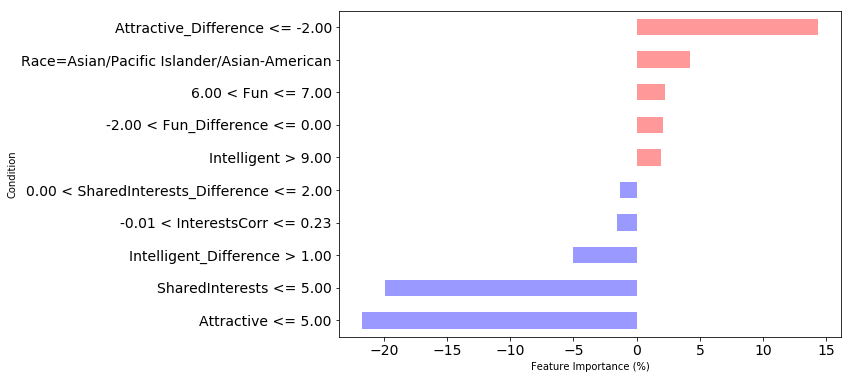 Attractive_Difference <= -2.00
Race=Asian/Pacific Islander/Asian-American
6.00 < Fun <= 7.00
-2.00 < Fun_Difference <= 0.00
Intelligent > 9.00
0.00 < SharedInterests_Difference <= 2.00
-0.01 < InterestsCorr <= 0.23
Intelligent_Difference > 1.00
SharedInterests <= 5.00
Attractive <= 5.00
Condition
−20 −15 −10 −5 0 5 10 15
Feature Importance (%)